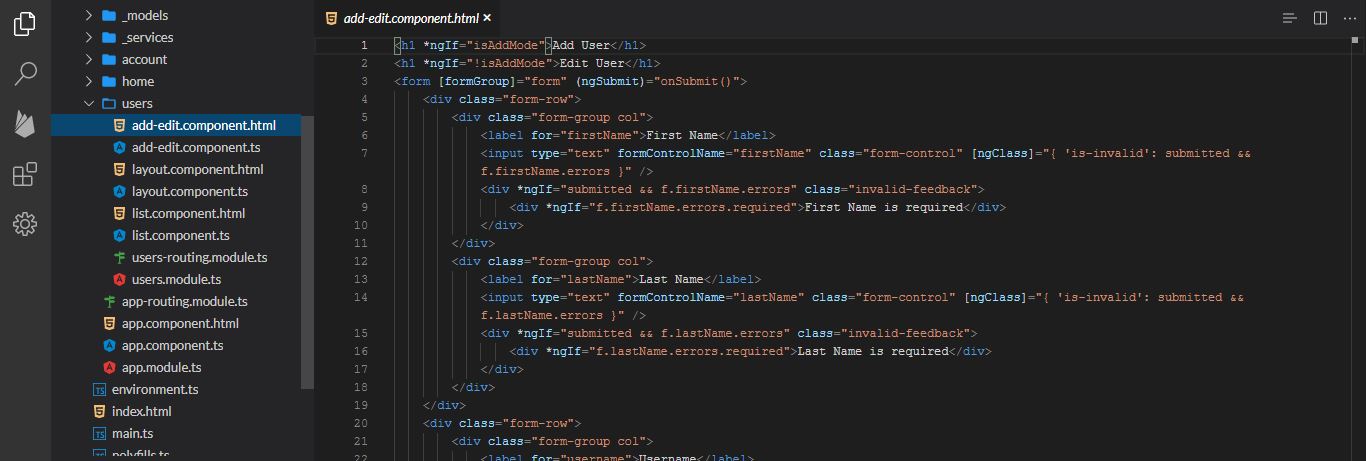 _models
_services
account
home
users
add-edit.component.html
add-edit.component.ts
layout.component.html
layout.component.ts
list.component.html
list.component.ts
users-routing.module.ts
users.module.ts
app-routing.module.ts
app.component.html
app.component.ts
app.module.ts
TS environment.ts
index.html
TS main.ts
TS polyfills.ts
add-edit.component.html ×
1 <h1 *ngIf="isAddMode">Add User</h1>
2 <h1 *ngIf="!isAddMode">Edit User</h1>
3 <form [formGroup]="form" (ngSubmit)="onSubmit()">
4 <div class="form-row">
5 <div class="form-group col">
6 <label for="firstName">First Name</label>
7 <input type="text" formControlName="firstName" class="form-control" [ngClass]="{ 'is-invalid': submitted &&
f.firstName.errors }" />
8 <div *ngIf="submitted && f.firstName.errors" class="invalid-feedback">
9 <div *ngIf="f.firstName.errors.required">First Name is required</div>
10 </div>
11 </div>
12 <div class="form-group col">
13 <label for="lastName">Last Name</label>
14 <input type="text" formControlName="lastName" class="form-control" [ngClass]="{ 'is-invalid': submitted &&
f.lastName.errors }" />
15 <div *ngIf="submitted && f.lastName.errors" class="invalid-feedback">
16 <div *ngIf="f.lastName.errors.required">Last Name is required</div>
17 </div>
18 </div>
19 </div>
20 <div class="form-row">
21 <div class="form-group col">
22 <label for="username">Username</label>